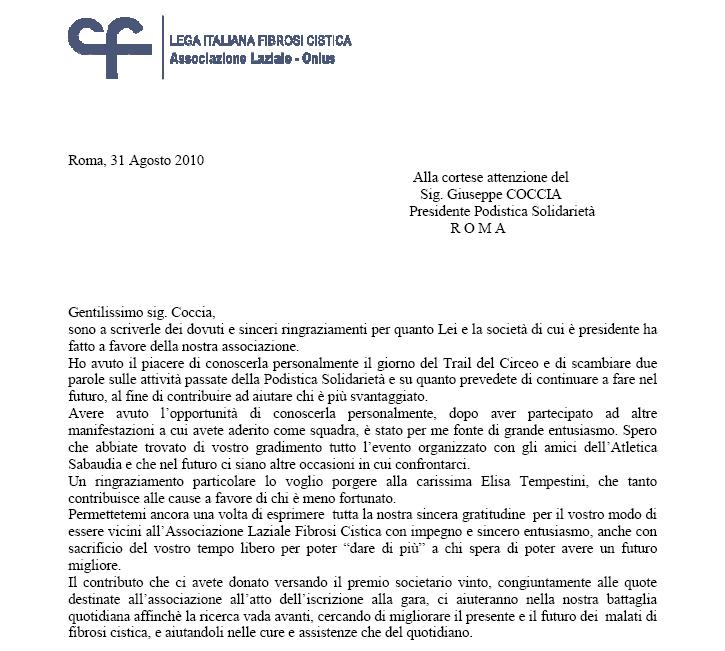 cf
LEGA ITALIANA FIBROSI CISTICA
Associazione Laziale - Onlus
Roma, 31 Agosto 2010
Alla cortese attenzione del
Sig. Giuseppe COCCIA
Presidente Podistica Solidarietà
R O M A
Gentilissimo sig. Coccia,
sono a scriverle dei dovuti e sinceri ringraziamenti per quanto Lei e la società di cui è presidente ha
fatto a favore della nostra associazione.
Ho avuto il piacere di conoscerla personalmente il giorno del Trail del Circeo e di scambiare due
parole sulle attività passate della Podistica Solidarietà e su quanto prevedete di continuare a fare nel
futuro, al fine di contribuire ad aiutare chi è più svantaggiato.
Avere avuto l’opportunità di conoscerla personalmente, dopo aver partecipato ad altre
manifestazioni a cui avete aderito come squadra, è stato per me fonte di grande entusiasmo. Spero
che abbiate trovato di vostro gradimento tutto l’evento organizzato con gli amici dell’Atletica
Sabaudia e che nel futuro ci siano altre occasioni in cui confrontarci.
Un ringraziamento particolare lo voglio porgere alla carissima Elisa Tempestini, che tanto
contribuisce alle cause a favore di chi è meno fortunato.
Permettetemi ancora una volta di esprimere tutta la nostra sincera gratitudine per il vostro modo di
essere vicini all’Associazione Laziale Fibrosi Cistica con impegno e sincero entusiasmo, anche con
sacrificio del vostro tempo libero per poter “dare di più” a chi spera di poter avere un futuro
migliore.
Il contributo che ci avete donato versando il premio societario vinto, congiuntamente alle quote
destinate all’associazione all’atto dell’iscrizione alla gara, ci aiuteranno nella nostra battaglia
quotidiana affinchè la ricerca vada avanti, cercando di migliorare il presente e il futuro dei malati di
fibrosi cistica, e aiutandoli nelle cure e assistenze che del quotidiano.